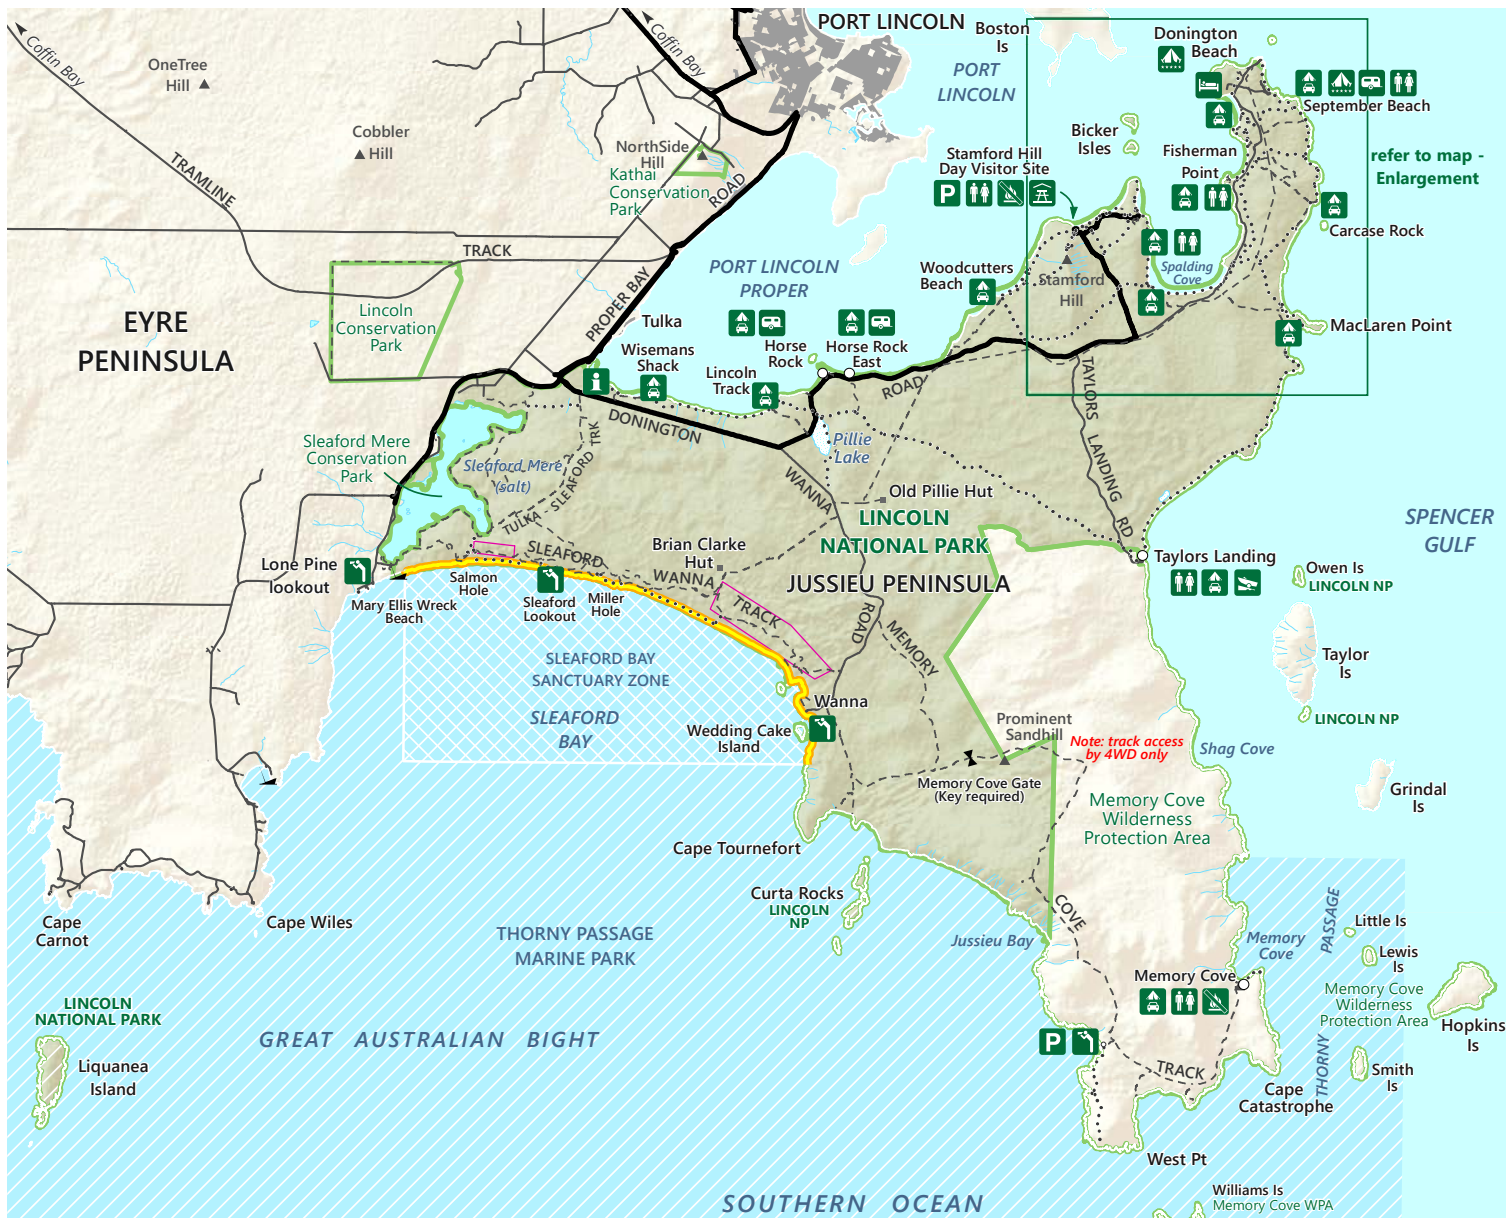 PORT LINCOLN
Boston
Is
Donington
Beach
Coffin Bay
Coffin Bay
OneTree
Hill
PORT
LINCOLN
September Beach
Cobbler
Hill
Bicker
Isles
NorthSide
Hill
Kathai
Conservation
Park
Stamford Hill
Day Visitor Site
P
Fisherman
Point
refer to map -
Enlargement
TRAMLINE
TRACK
PROPER BAY
ROAD
Carcase Rock
PORT LINCOLN
PROPER
Woodcutters
Beach
Stamford
Hill
Spalding
Cove
EYRE
PENINSULA
Lincoln
Conservation
Park
Tulka
Wisemans
Shack
Lincoln
Track
Horse
Rock
Horse Rock
East
MacLaren Point
i
DONINGTON
ROAD
TAYLORS
LANDING
RD
Sleaford Mere
Conservation
Park
Sleaford Mere
(salt)
TULKA - SLEAFORD TRK
Pillie
Lake
WANNA
ROAD
Old Pillie Hut
LINCOLN
NATIONAL PARK
SPENCER
GULF
Brian Clarke
Hut
JUSSIEU PENINSULA
Taylors Landing
Lone Pine
lookout
SLEAFORD
WANNA
TRACK
Salmon
Hole
Mary Ellis Wreck
Beach
Sleaford
Lookout
Miller
Hole
Owen Is
LINCOLN NP
MEMORY
COVE
TRACK
SLEAFORD BAY
SANCTUARY ZONE
Taylor
Is
SLEAFORD
BAY
Wanna
Wedding Cake
Island
Prominent
Sandhill
LINCOLN NP
Note: track access
by 4WD only
Shag Cove
Memory Cove Gate
(Key required)
Memory Cove
Wilderness
Protection Area
Grindal
Is
Cape Tournefort
Curta Rocks
LINCOLN
NP
Cape
Carnot
Cape Wiles
THORNY PASSAGE
MARINE PARK
Jussieu Bay
Memory
Cove
THORNY
PASSAGE
Little Is
Lewis
Is
Memory Cove
Memory Cove
Wilderness
Protection Area
Hopkins
Is
LINCOLN
NATIONAL PARK
GREAT AUSTRALIAN BIGHT
P
Liquanea
Island
Smith
Is
Cape
Catastrophe
West Pt
SOUTHERN OCEAN
Williams Is
Memory Cove WPA